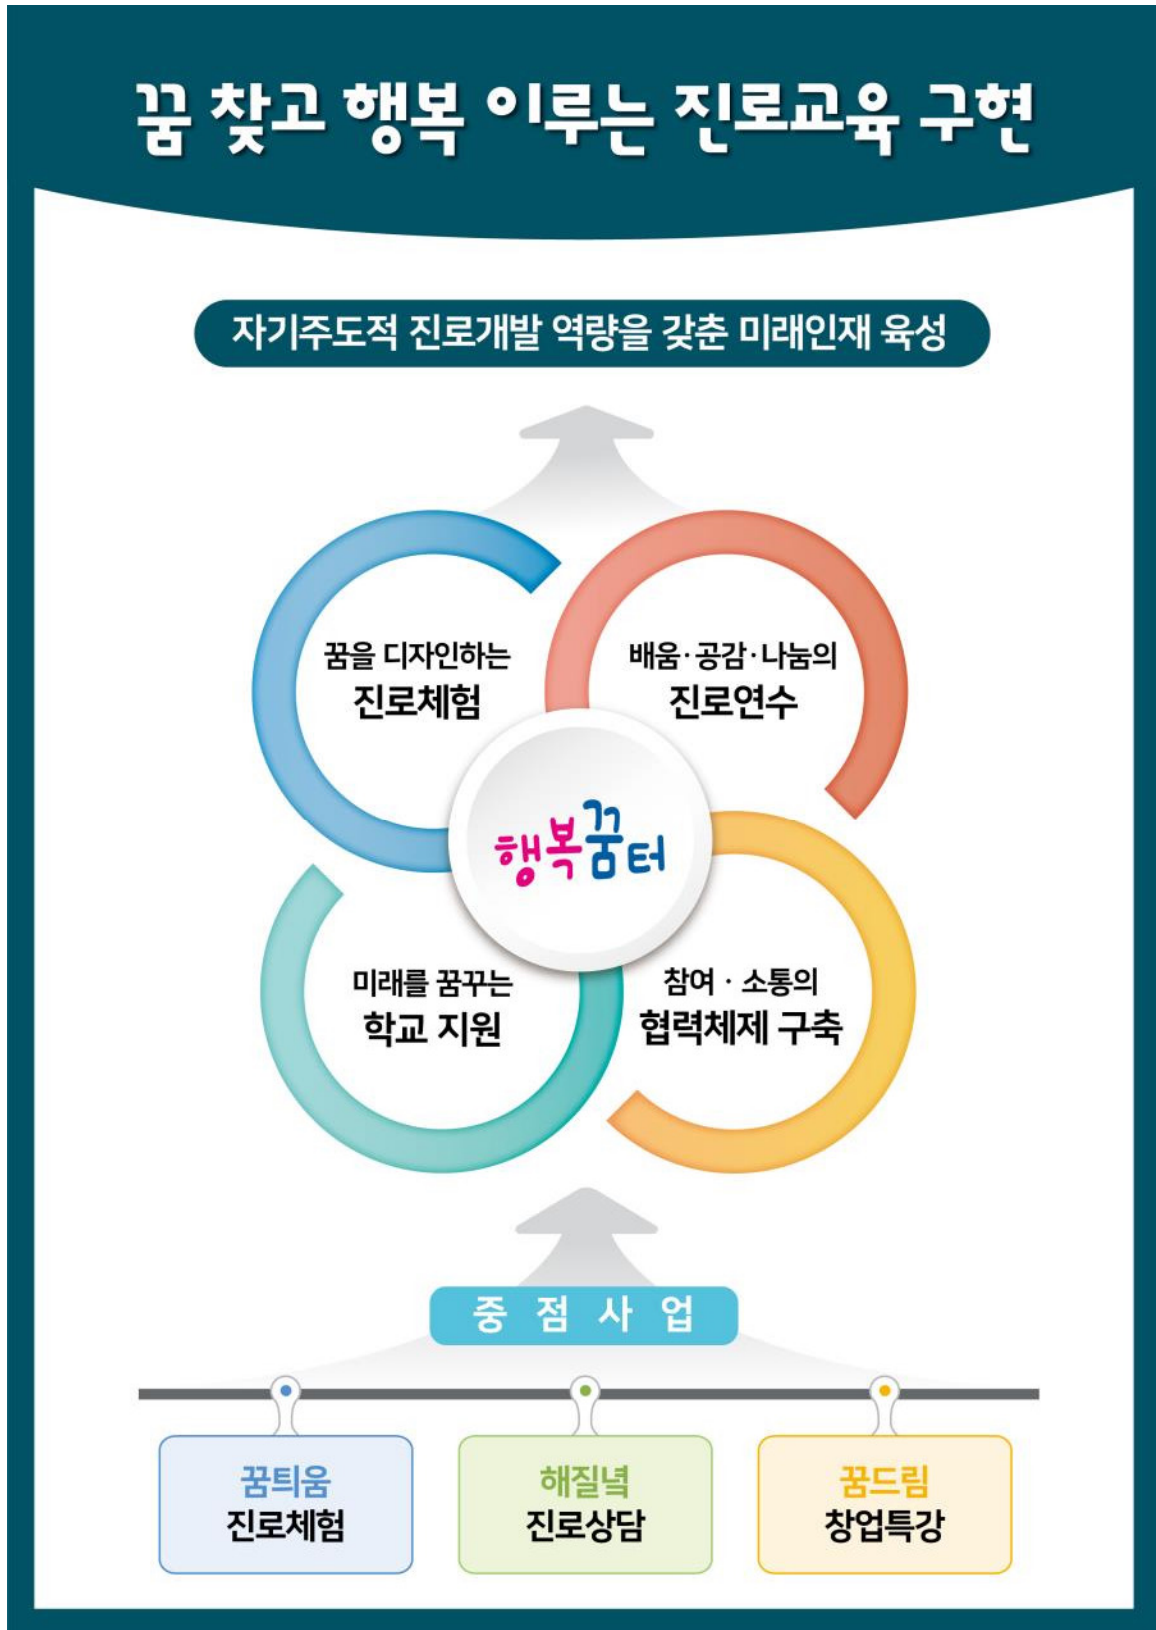 꿈 찾고 행복 이루는 진로교육 구현
자기주도적 진로개발 역량을 갖춘 미래인재 육성
꿈을 디자인하는
진로체험
배움·공감·나눔의
진로연수
행복꿈터
미래를 꿈꾸는
학교 지원
참여 · 소통의
협력체제 구축
중 점 사 업
꿈틔움
진로체험
해질녘
진로상담
꿈드림
창업특강